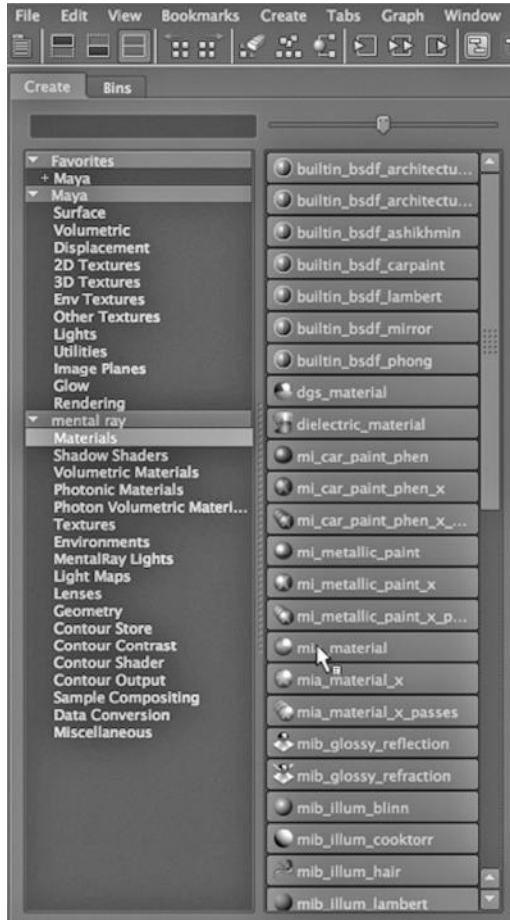 File Edit View Bookmarks Create Tabs Graph Window
Create Bins
Favorites
+ Maya
Maya
Surface
Volumetric
Displacement
2D Textures
3D Textures
Env Textures
Other Textures
Lights
Utilities
Image Planes
Glow
Rendering
mental ray
Materials
Shadow Shaders
Volumetric Materials
Photonic Materials
Photon Volumetric Materi...
Textures
Environments
MentalRay Lights
Light Maps
Lenses
Geometry
Contour Store
Contour Contrast
Contour Shader
Contour Output
Sample Compositing
Data Conversion
Miscellaneous
builtin_bsdf_architectu...
builtin_bsdf_architectu...
builtin_bsdf_ashikhmin
builtin_bsdf_carpaint
builtin_bsdf_lambert
builtin_bsdf_mirror
builtin_bsdf_phong
dgs_material
dielectric_material
mi_car_paint_phen
mi_car_paint_phen_x
mi_car_paint_phen_x_...
mi_metallic_paint
mi_metallic_paint_x
mi_metallic_paint_x_p...
mia_material
mia_material_x
mia_material_x_passes
mib_glossy_reflection
mib_glossy_refraction
mib_illum_blinn
mib_illum_cooktorr
mib_illum_hair
mib_illum_lambert